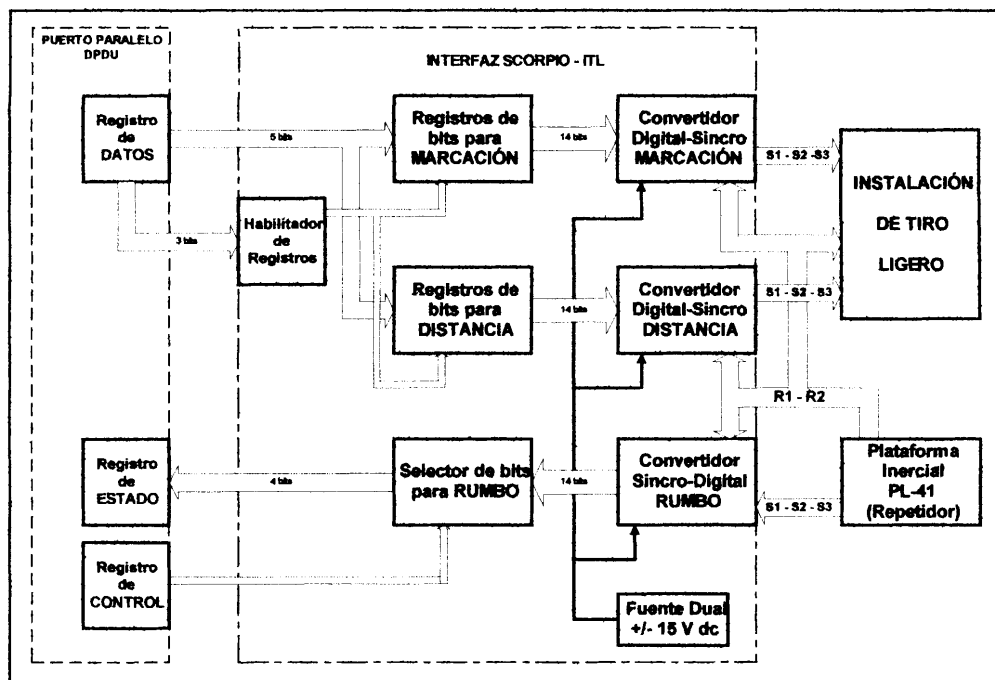 PUERTO PARALELO
DPDU
INTERFAZ SCORPIO - ITL
Registro
de
DATOS
5 bits
Registros de
bits para
MARCACIÓN
14 bits
Convertidor
Digital-Sincro
MARCACIÓN
S1 - S2 -S3
INSTALACIÓN
DE TIRO
LIGERO
3 bits
Habilitador
de
Registros
Registros de
bits para
DISTANCIA
14 bits
Convertidor
Digital-Sincro
DISTANCIA
S1 - S2 - S3
R1 - R2
Registro
de
ESTADO
4 bits
Selector de bits
para RUMBO
14 bits
Convertidor
Sincro-Digital
RUMBO
S1 - S2 - S3
Plataforma
Inercial
PL-41
(Repetidor)
Registro
de
CONTROL
Fuente Dual
+/- 15 V dc